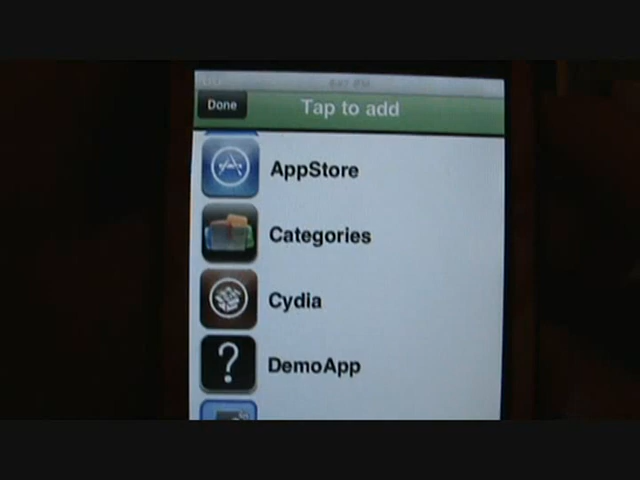 Done
Tap to add
AppStore
Categories
Cydia
DemoApp